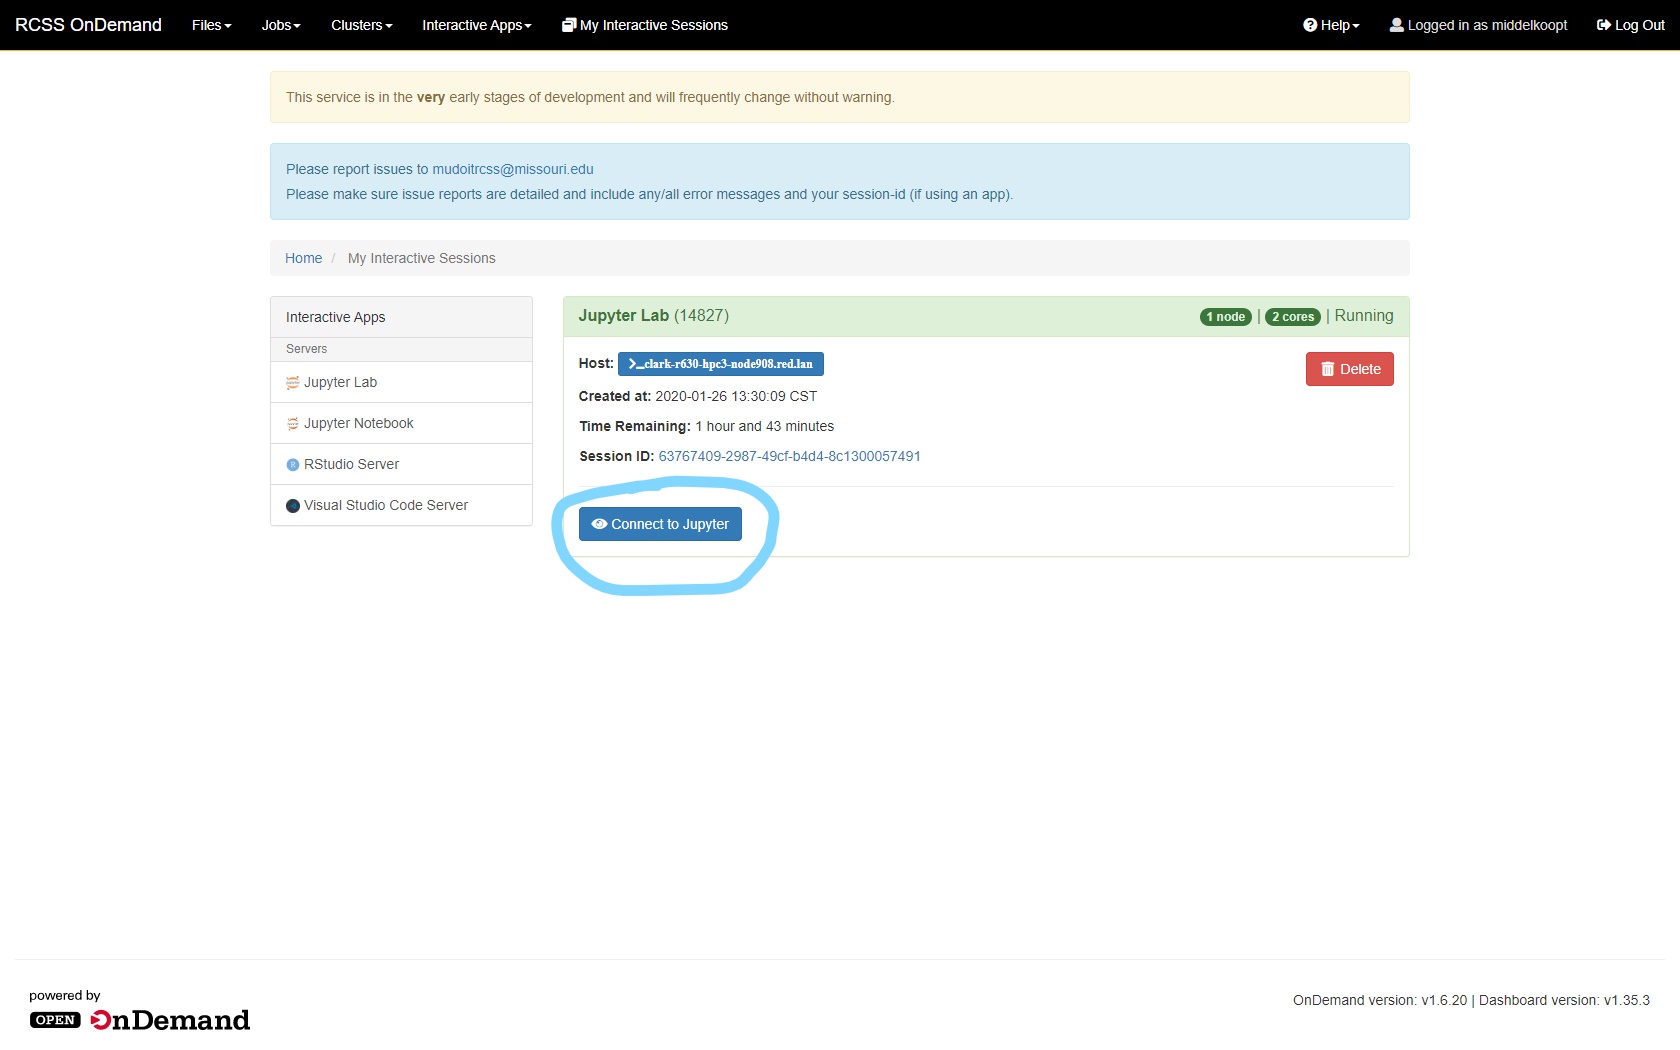 RCSS OnDemand Files Jobs Clusters Interactive Apps My Interactive Sessions Help Logged in as middelkoopt Log Out
This service is in the very early stages of development and will frequently change without warning.
Please report issues to mudoitrcss@missouri.edu
Please make sure issue reports are detailed and include any/all error messages and your session-id (if using an app).
Home / My Interactive Sessions
Interactive Apps
Servers
Jupyter Lab
Jupyter Notebook
RStudio Server
Visual Studio Code Server
Jupyter Lab (14827) 1 node | 2 cores | Running
Host: >_clark-r630-hpc3-node908.red.lan
Delete
Created at: 2020-01-26 13:30:09 CST
Time Remaining: 1 hour and 43 minutes
Session ID: 63767409-2987-49cf-b4d4-8c1300057491
Connect to Jupyter
powered by
OPEN OnDemand
OnDemand version: v1.6.20 | Dashboard version: v1.35.3